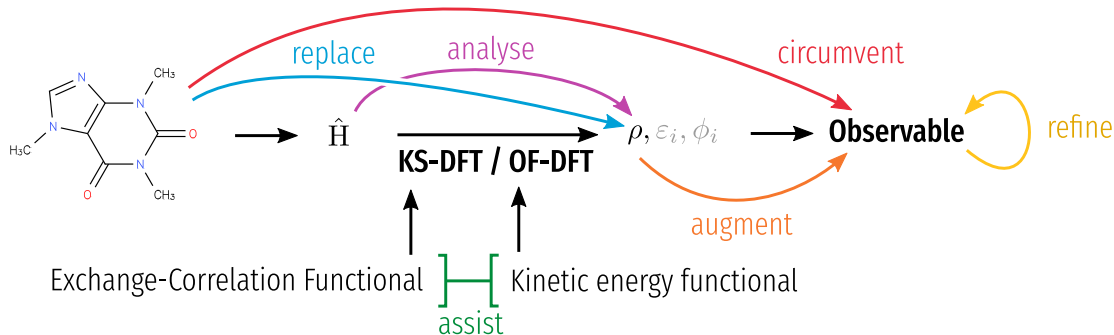 replace
analyse
circumvent
CH₃
N
CH₃
N
O
N
H₃C
N
O
CH₃
Ĥ
KS-DFT / OF-DFT
ρ, εᵢ, ϕᵢ
Observable
refine
augment
Exchange-Correlation Functional
Kinetic energy functional
assist